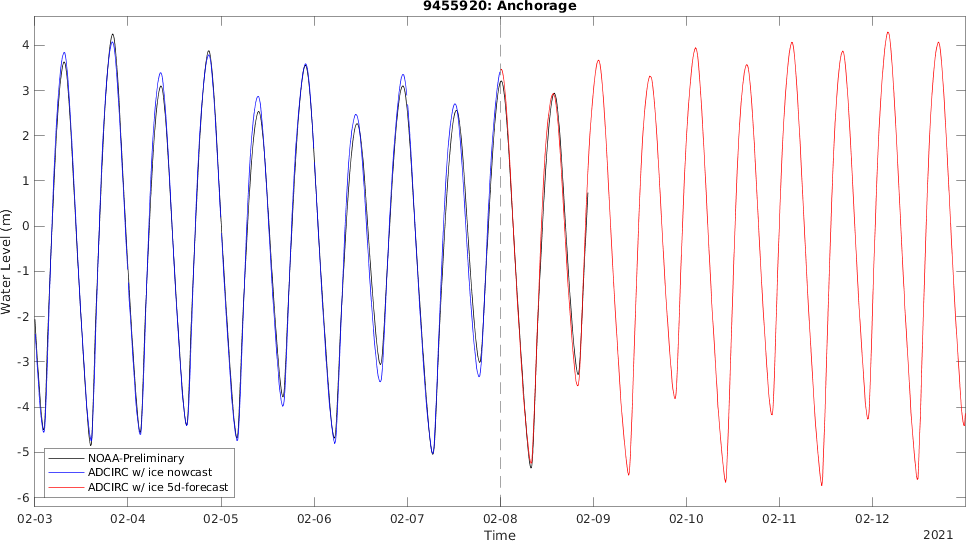 9455920: Anchorage
4
3
2
1
0
-1
-2
-3
-4
-5
-6
Water Level (m)
NOAA-Preliminary
ADCIRC w/ ice nowcast
ADCIRC w/ ice 5d-forecast
02-03 02-04 02-05 02-06 02-07 02-08 02-09 02-10 02-11 02-12
Time
2021